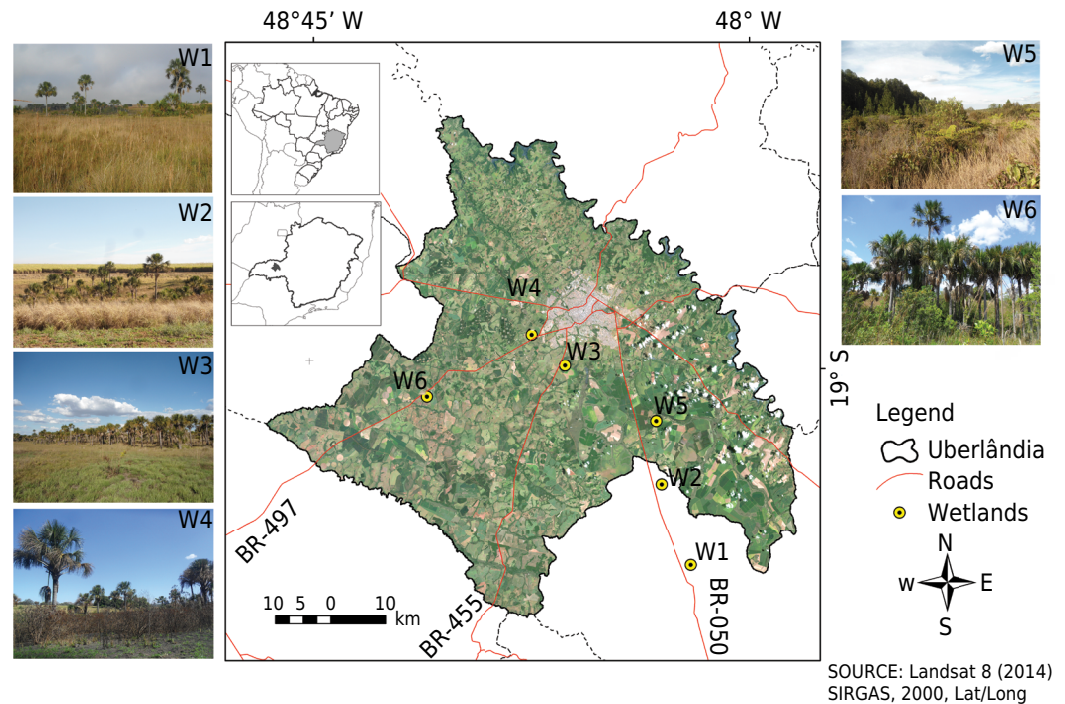 48°45’ W
48° W
W1
W2
W3
W4
W5
W6
W4
W3
W6
W5
W2
W1
BR-497
BR-455
BR-050
10 5 0 10 km
19° S
Legend
Uberlândia
Roads
Wetlands
N
W E
S
SOURCE: Landsat 8 (2014)
SIRGAS, 2000, Lat/Long